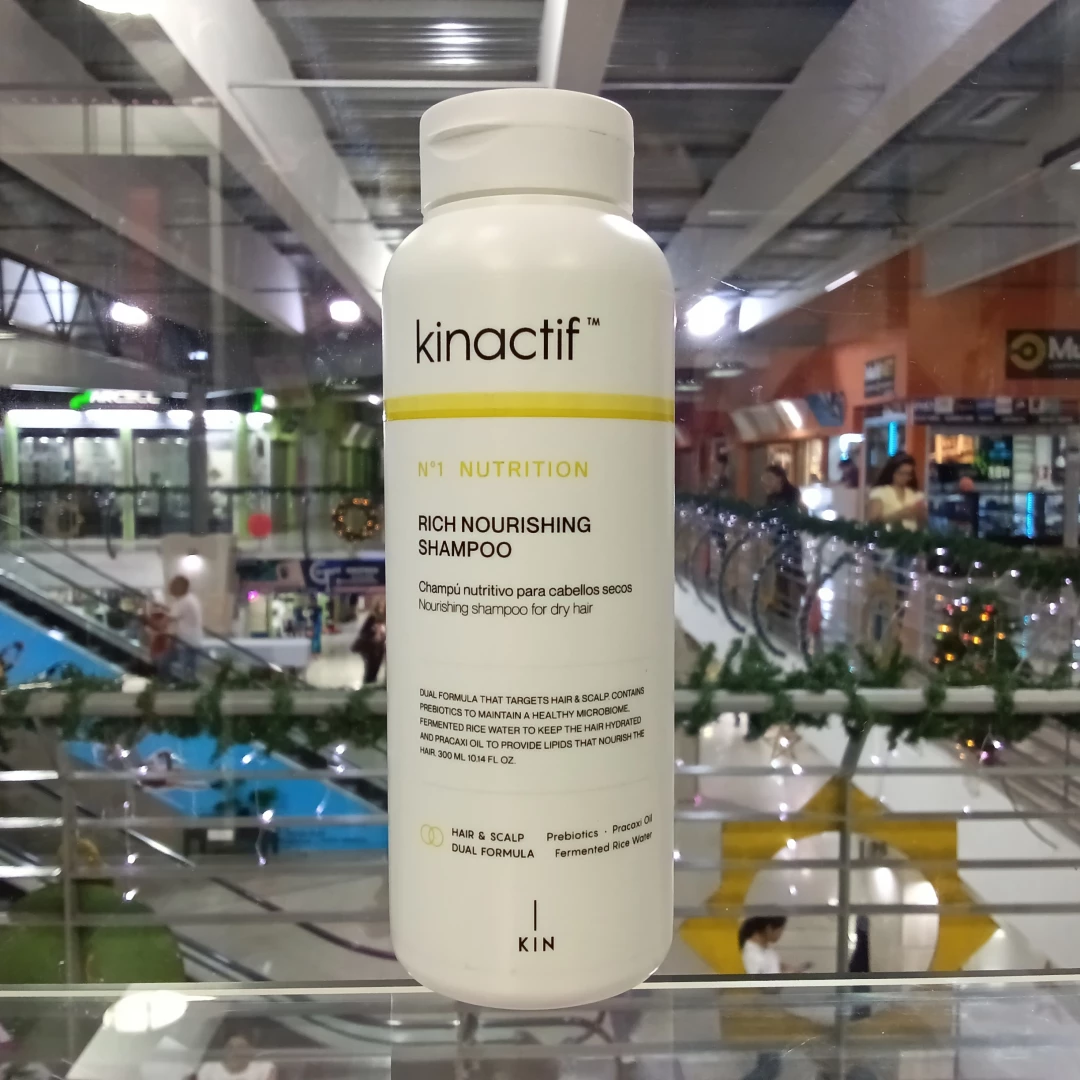 kinactif™
N°1 NUTRITION
RICH NOURISHING
SHAMPOO
Champú nutritivo para cabellos secos
Nourishing shampoo for dry hair
DUAL FORMULA THAT TARGETS HAIR & SCALP. CONTAINS
PREBIOTICS TO MAINTAIN A HEALTHY MICROBIOME,
FERMENTED RICE WATER TO KEEP THE HAIR HYDRATED
AND PRACAXI OIL TO PROVIDE LIPIDS THAT NOURISH THE
HAIR. 300 ML 10.14 FL OZ.
HAIR & SCALP
DUAL FORMULA
Prebiotics · Pracaxi Oil
Fermented Rice Water
KIN